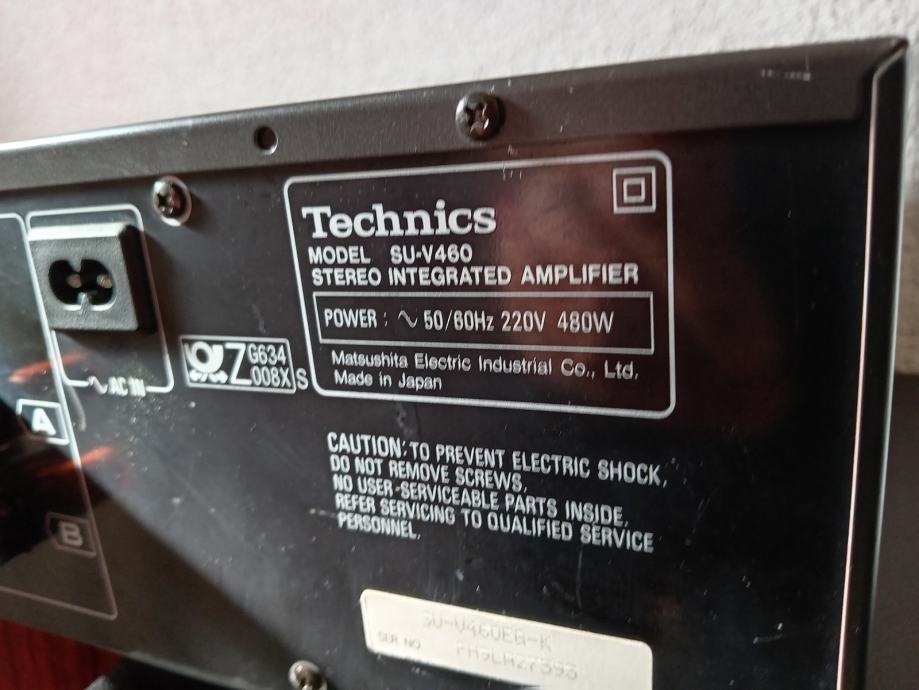 Technics
MODEL SU-V460
STEREO INTEGRATED AMPLIFIER
POWER : ∿ 50/60Hz 220V 480W
Matsushita Electric Industrial Co., Ltd.
Made in Japan
Z G634
008X S
∿ AC IN
A
B
CAUTION: TO PREVENT ELECTRIC SHOCK,
DO NOT REMOVE SCREWS.
NO USER-SERVICEABLE PARTS INSIDE.
REFER SERVICING TO QUALIFIED SERVICE
PERSONNEL.
SU-V460EG-K
SER NO.